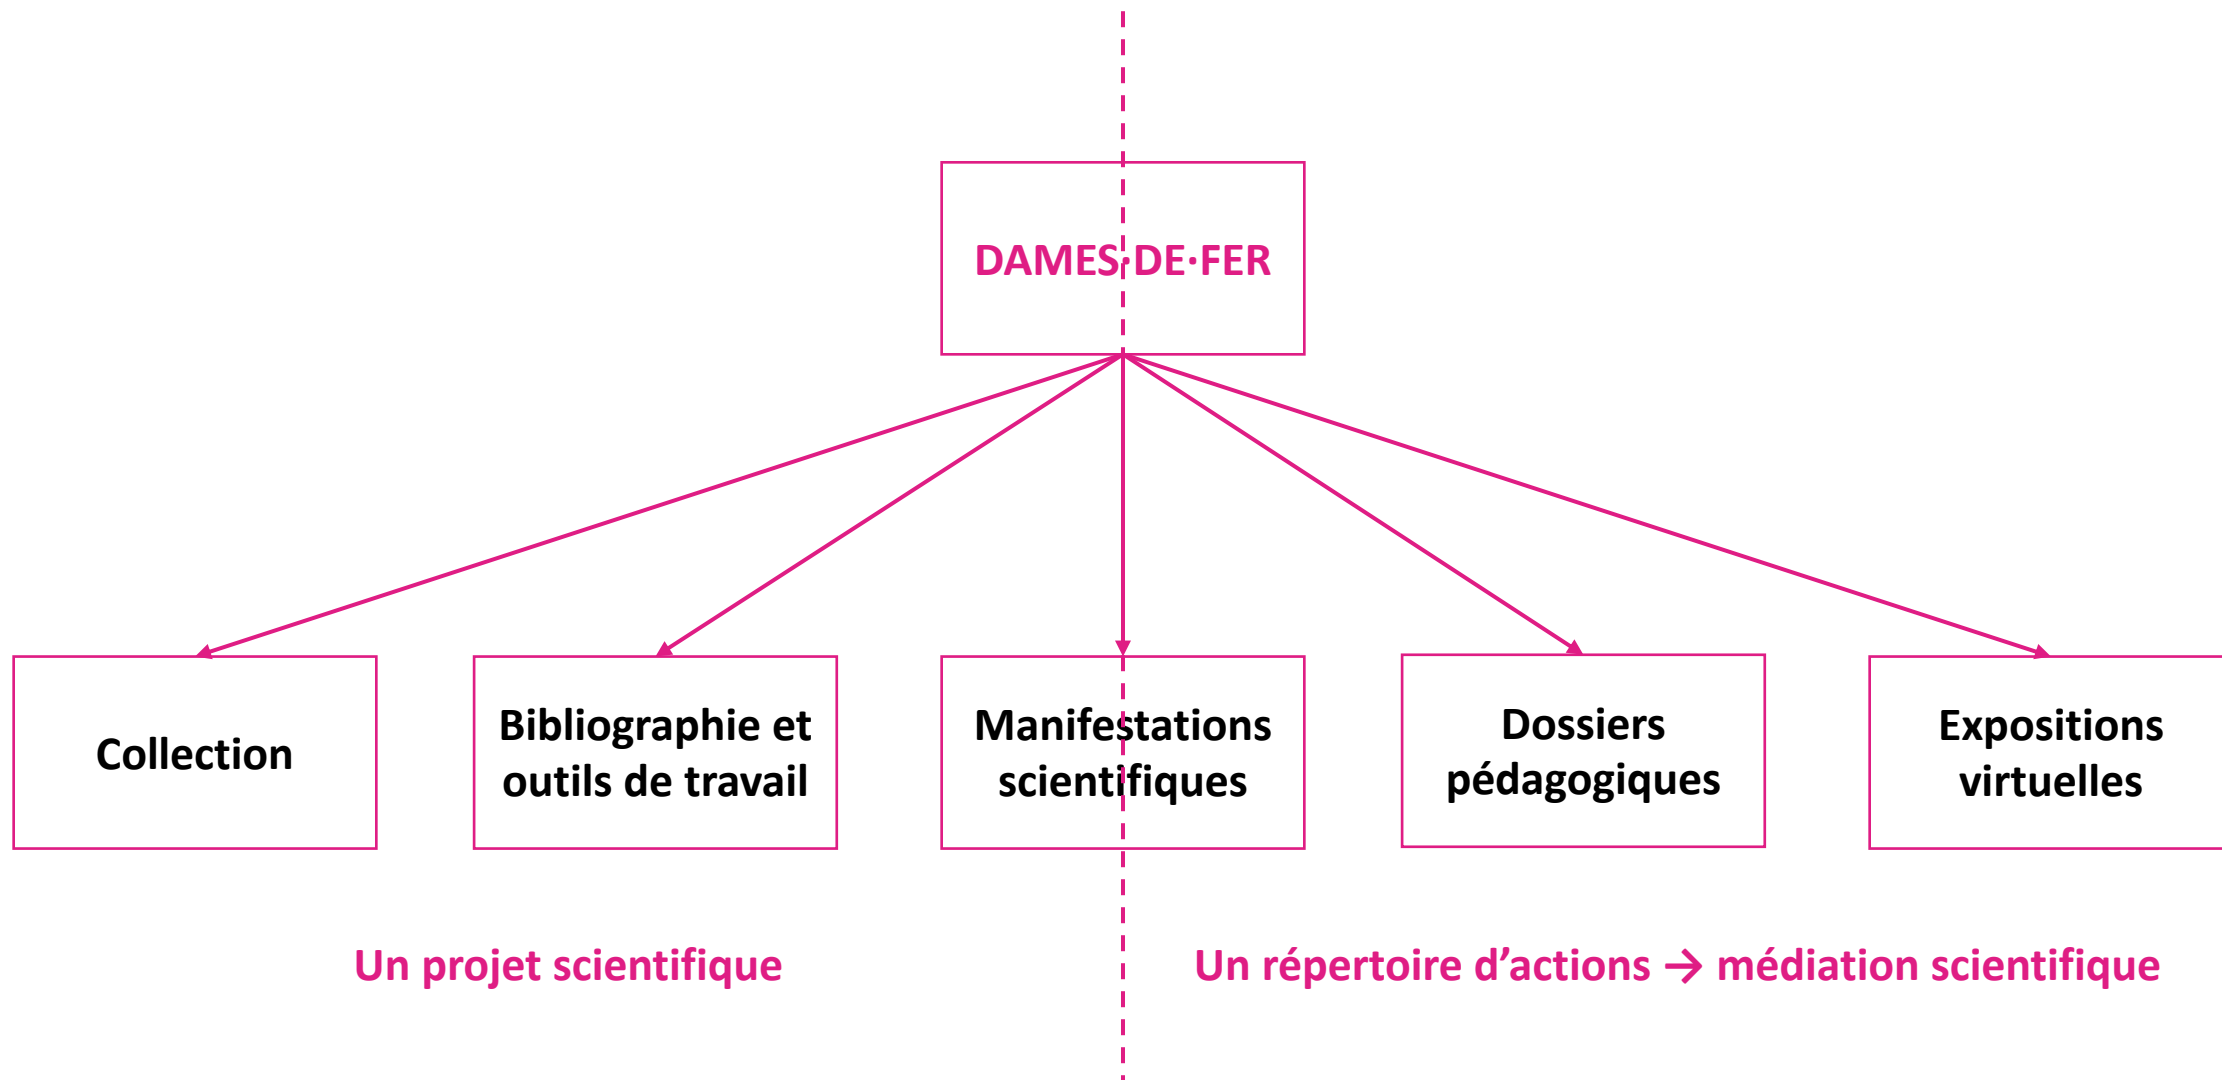 DAMES·DE·FER
Collection
Bibliographie et
outils de travail
Manifestations
scientifiques
Dossiers
pédagogiques
Expositions
virtuelles
Un projet scientifique
Un répertoire d’actions → médiation scientifique